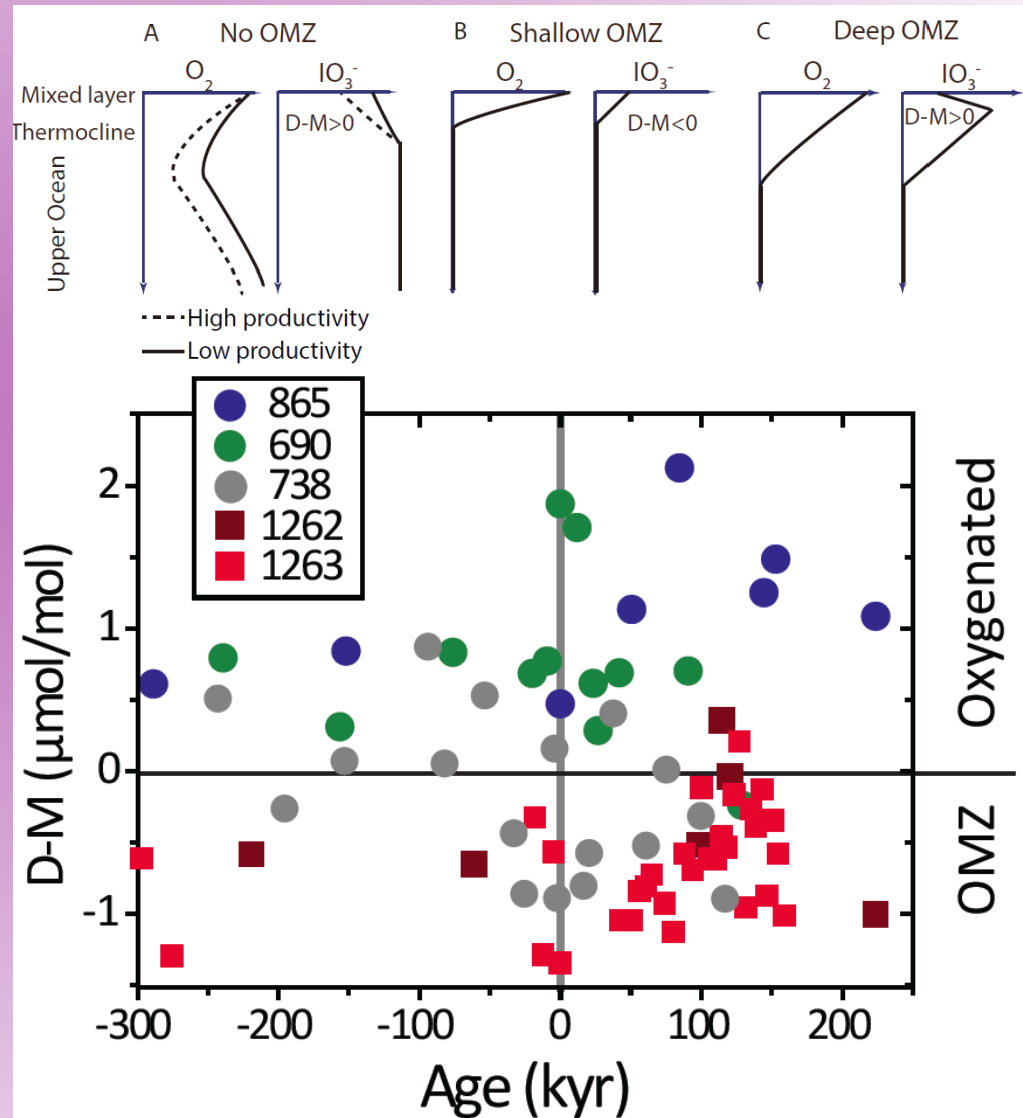 A No OMZ
B Shallow OMZ
C Deep OMZ
O2 IO3-
O2 IO3-
O2 IO3-
Mixed layer
Thermocline
Upper Ocean
D-M>0
D-M<0
D-M>0
High productivity
Low productivity
865
690
738
1262
1263
2
1
0
-1
D-M (μmol/mol)
Oxygenated
OMZ
-300 -200 -100 0 100 200
Age (kyr)